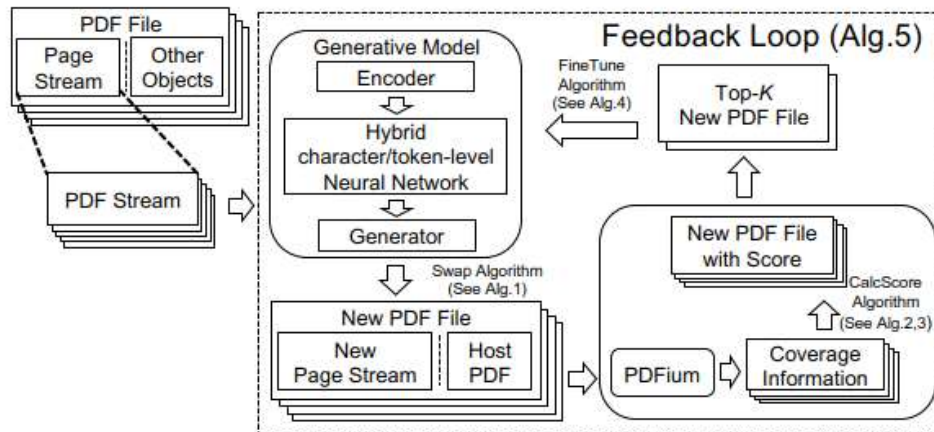 PDF File
Page
Stream
Other
Objects
PDF Stream
Feedback Loop (Alg.5)
Generative Model
Encoder
Hybrid
character/token-level
Neural Network
Generator
Swap Algorithm
(See Alg.1)
New PDF File
New
Page Stream
Host
PDF
PDFium
Coverage
Information
CalcScore
Algorithm
(See Alg.2,3)
New PDF File
with Score
Top-K
New PDF File
FineTune
Algorithm
(See Alg.4)